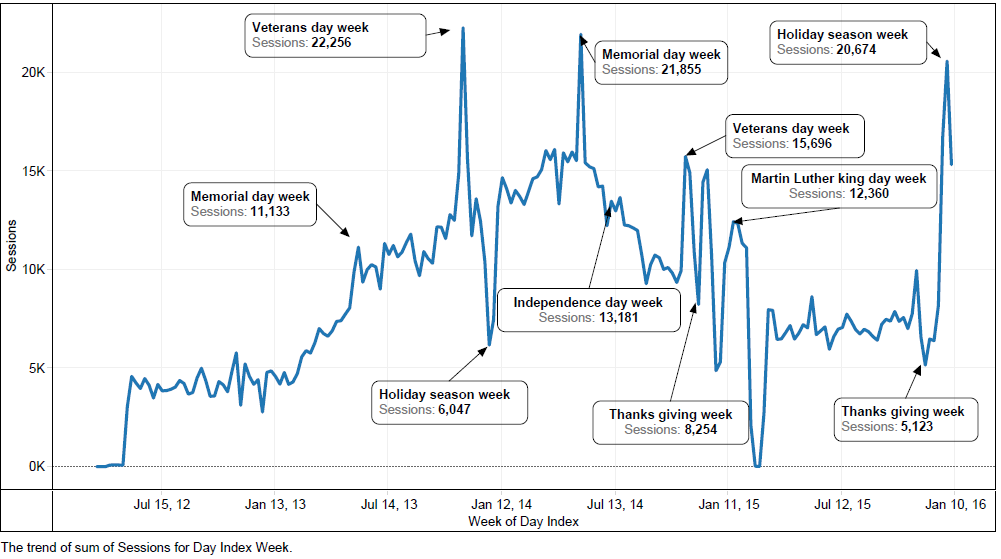 Veterans day week
Sessions: 22,256
Memorial day week
Sessions: 21,855
Holiday season week
Sessions: 20,674
Veterans day week
Sessions: 15,696
Martin Luther king day week
Sessions: 12,360
Memorial day week
Sessions: 11,133
Independence day week
Sessions: 13,181
Holiday season week
Sessions: 6,047
Thanks giving week
Sessions: 8,254
Thanks giving week
Sessions: 5,123
20K
15K
10K
5K
0K
Sessions
Jul 15, 12
Jan 13, 13
Jul 14, 13
Jan 12, 14
Jul 13, 14
Jan 11, 15
Jul 12, 15
Jan 10, 16
Week of Day Index
The trend of sum of Sessions for Day Index Week.